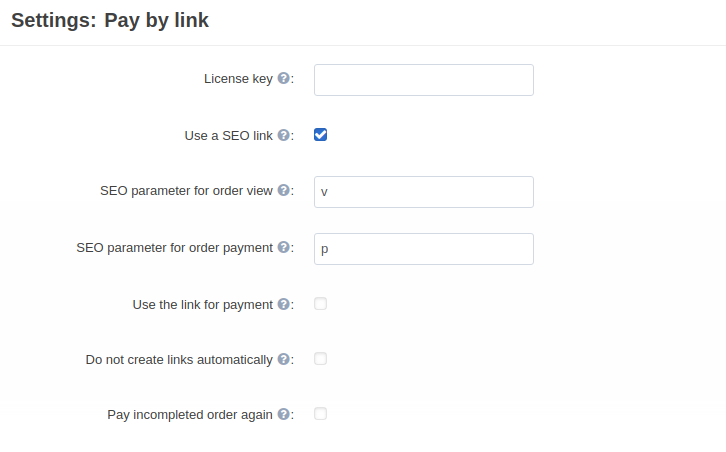 Settings: Pay by link
License key ?:
Use a SEO link ?:
SEO parameter for order view ?: v
SEO parameter for order payment ?: p
Use the link for payment ?:
Do not create links automatically ?:
Pay incompleted order again ?: